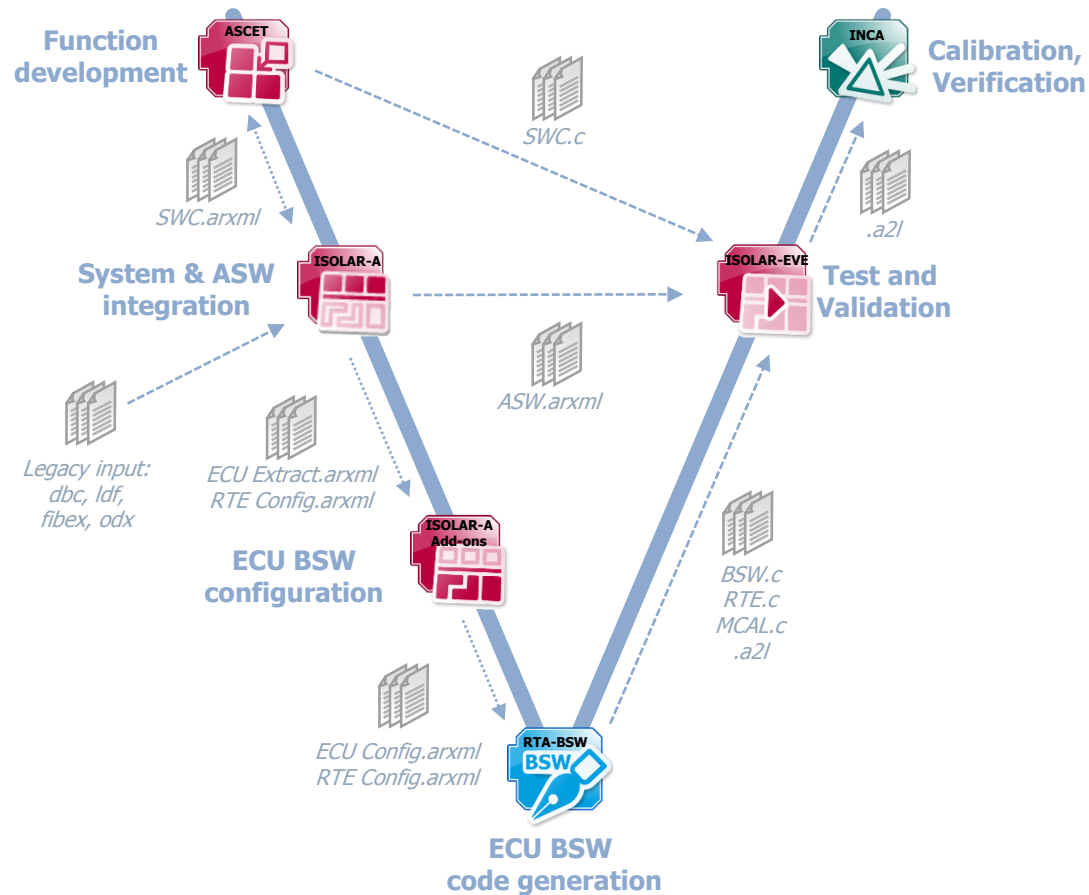 ASCET
Function
development
INCA
Calibration,
Verification
SWC.c
SWC.arxml
.a2l
ISOLAR-A
System & ASW
integration
ISOLAR-EVE
Test and
Validation
ASW.arxml
Legacy input:
dbc, ldf,
fibex, odx
ECU Extract.arxml
RTE Config.arxml
ISOLAR-A
Add-ons
ECU BSW
configuration
BSW.c
RTE.c
MCAL.c
.a2l
ECU Config.arxml
RTE Config.arxml
RTA-BSW
BSW
ECU BSW
code generation